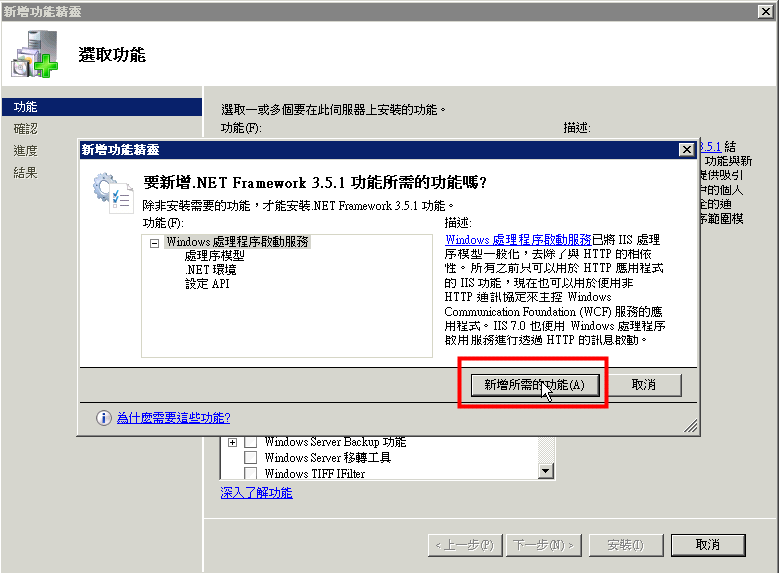 新增功能精靈
選取功能
功能
確認
進度
結果
選取一或多個要在此伺服器上安裝的功能。
功能(F):
描述:
3.5.1 結
功能與新
提供吸引
中的個人
全的通
序範圍模
新增功能精靈
要新增.NET Framework 3.5.1 功能所需的功能嗎?
除非安裝需要的功能，才能安裝.NET Framework 3.5.1 功能。
功能(F):
Windows 處理程序啟動服務
處理序模型
.NET 環境
設定 API
描述:
Windows 處理程序啟動服務已將 IIS 處理
序模型一般化，去除了與 HTTP 的相依
性。所有之前只可以用於 HTTP 應用程式
的 IIS 功能，現在也可以用於使用非
HTTP 通訊協定來主控 Windows
Communication Foundation (WCF) 服務的應
用程式。IIS 7.0 也使用 Windows 處理程序
啟用服務進行透過 HTTP 的訊息啟動。
新增所需的功能(A)
取消
為什麼需要這些功能?
Windows Server Backup 功能
Windows Server 移轉工具
Windows TIFF IFilter
深入了解功能
< 上一步(P)
下一步(N) >
安裝(I)
取消